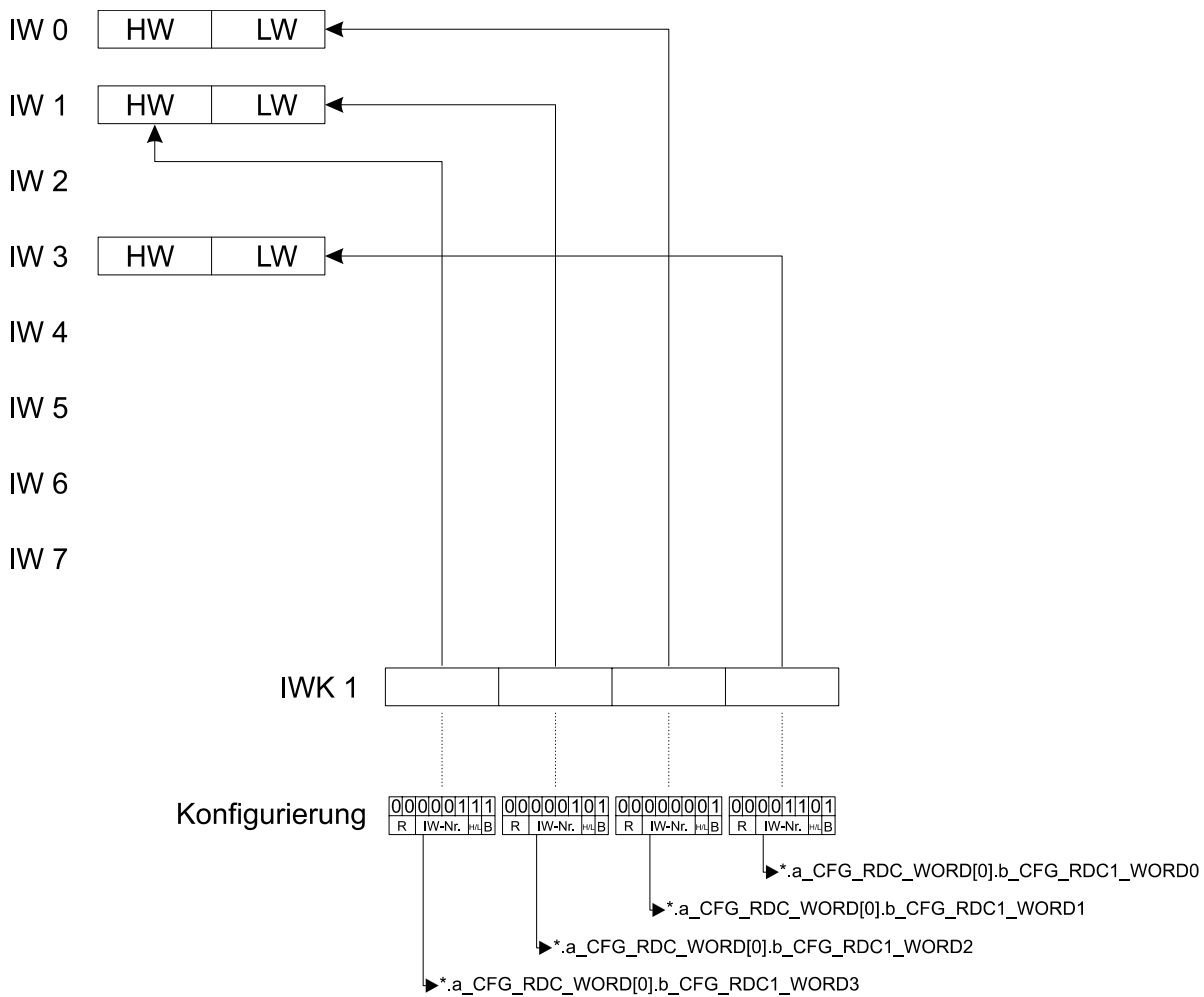 IW 0 HW LW
IW 1 HW LW
IW 2
IW 3 HW LW
IW 4
IW 5
IW 6
IW 7
IWK 1
Konfigurierung 00000111 00000101 00000001 00001101
R IW-Nr. H/L B R IW-Nr. H/L B R IW-Nr. H/L B R IW-Nr. H/L B
*.a_CFG_RDC_WORD[0].b_CFG_RDC1_WORD0
*.a_CFG_RDC_WORD[0].b_CFG_RDC1_WORD1
*.a_CFG_RDC_WORD[0].b_CFG_RDC1_WORD2
*.a_CFG_RDC_WORD[0].b_CFG_RDC1_WORD3